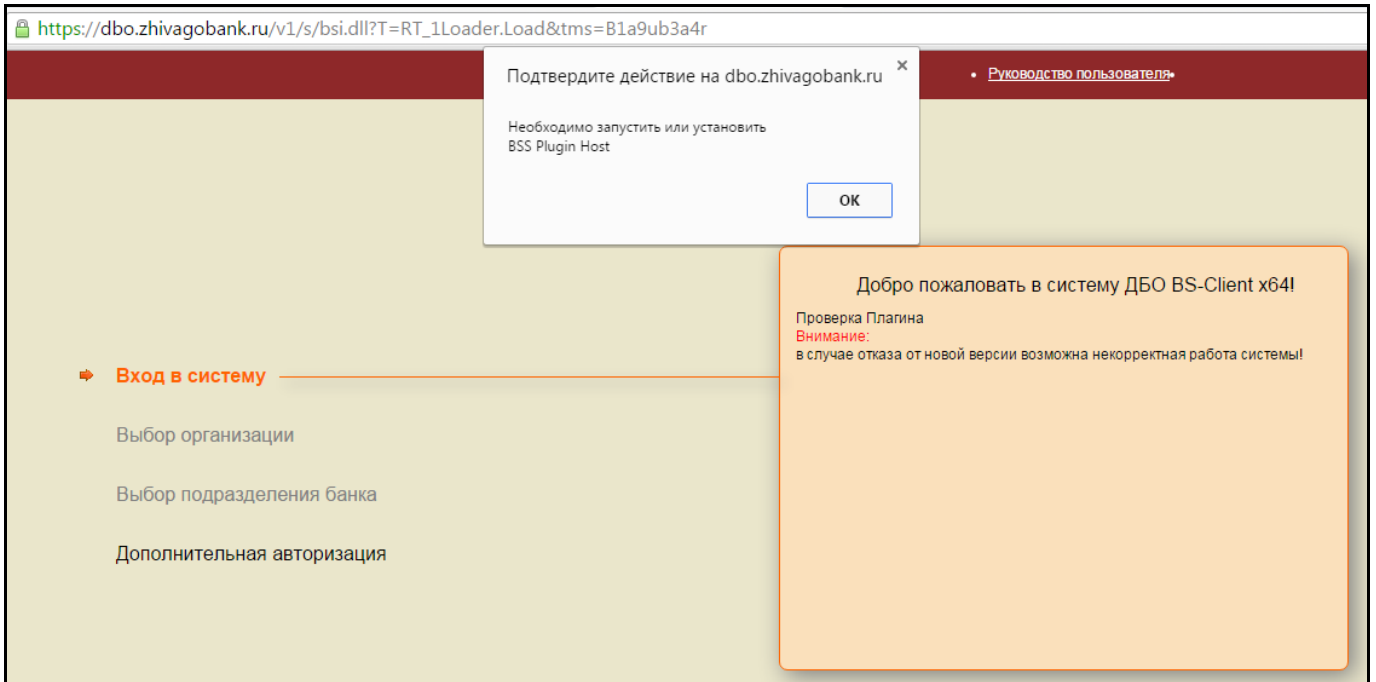 https://dbo.zhivagobank.ru/v1/s/bsi.dll?T=RT_1Loader.Load&tms=B1a9ub3a4r
Подтвердите действие на dbo.zhivagobank.ru
Руководство пользователя
Необходимо запустить или установить
BSS Plugin Host
ОК
Добро пожаловать в систему ДБО BS-Client x64!
Проверка Плагина
Внимание:
в случае отказа от новой версии возможна некорректная работа системы!
Вход в систему
Выбор организации
Выбор подразделения банка
Дополнительная авторизация